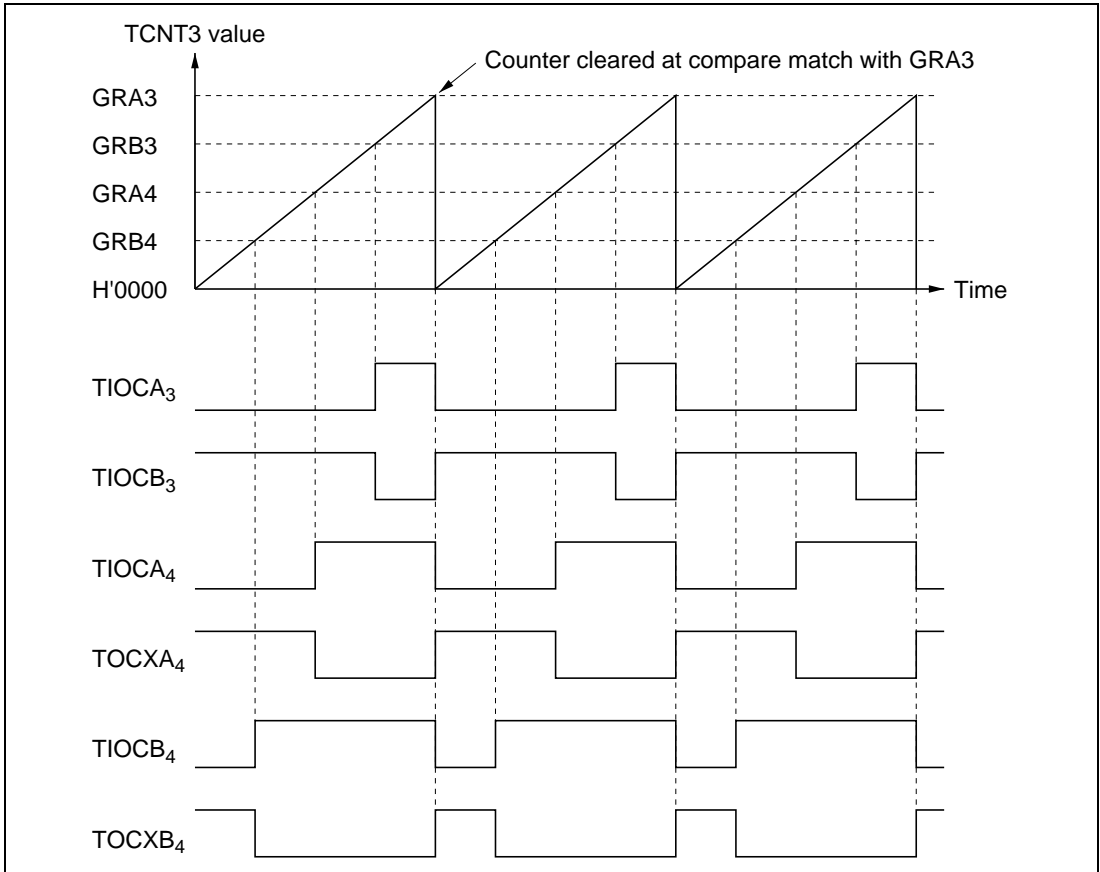 TCNT3 value
Counter cleared at compare match with GRA3
GRA3
GRB3
GRA4
GRB4
H'0000
Time
TIOCA₃
TIOCB₃
TIOCA₄
TOCXA₄
TIOCB₄
TOCXB₄